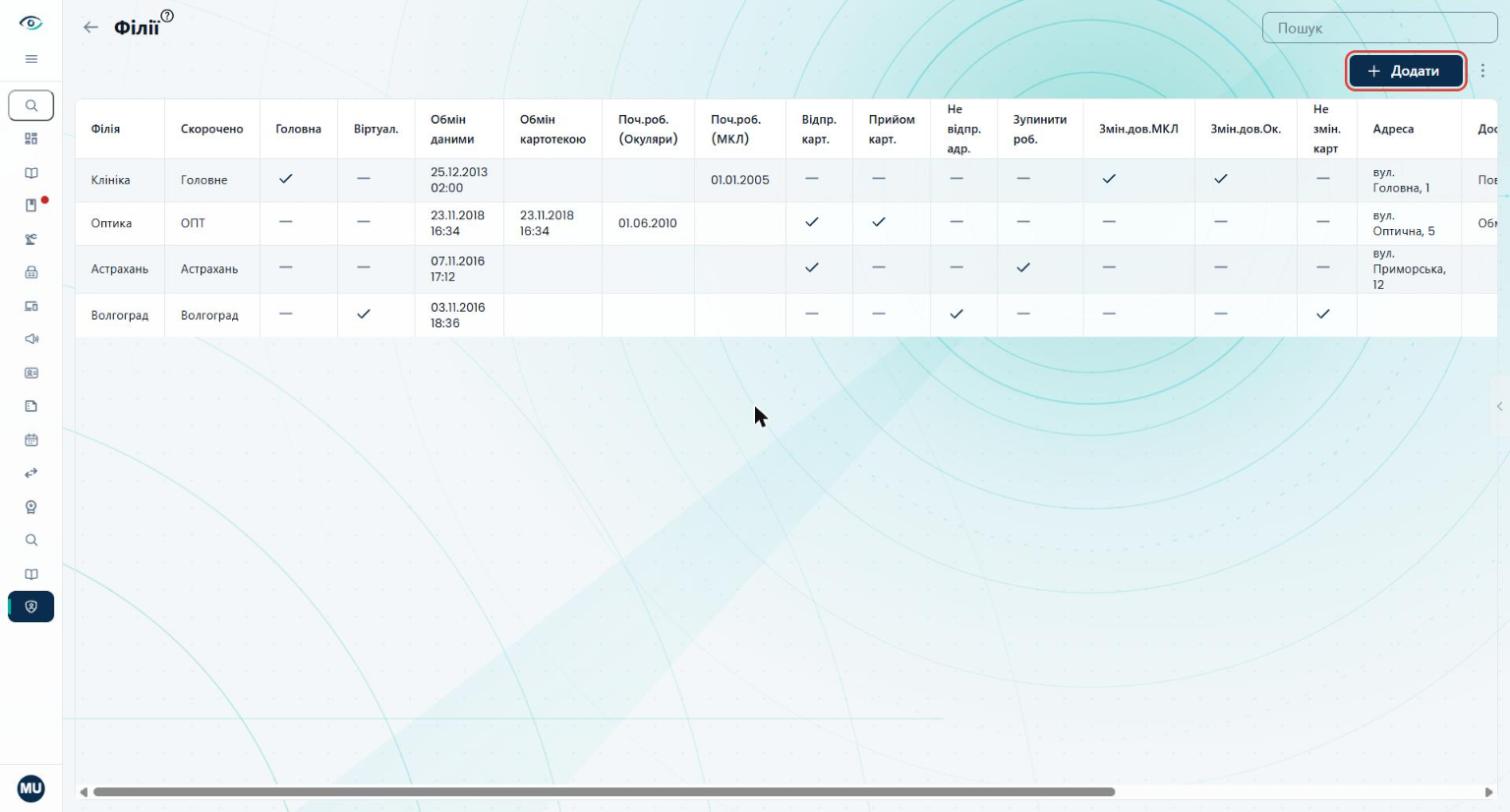 Філії
?
Пошук
+ Додати
Філія
Скорочено
Головна
Віртуал.
Обмін
даними
Обмін
картотекою
Поч.роб.
(Окуляри)
Поч.роб.
(МКЛ)
Відпр.
карт.
Прийом
карт.
Не
відпр.
адр.
Зупинити
роб.
Змін.дов.МКЛ
Змін.дов.Ок.
Не
змін.
карт
Адреса
Дос
Клініка
Головне
25.12.2013
02:00
01.01.2005
вул.
Головна, 1
Пов
Оптика
ОПТ
23.11.2018
16:34
23.11.2018
16:34
01.06.2010
вул.
Оптична, 5
Обм
Астрахань
Астрахань
07.11.2016
17:12
вул.
Приморська,
12
Волгоград
Волгоград
03.11.2016
18:36
MU